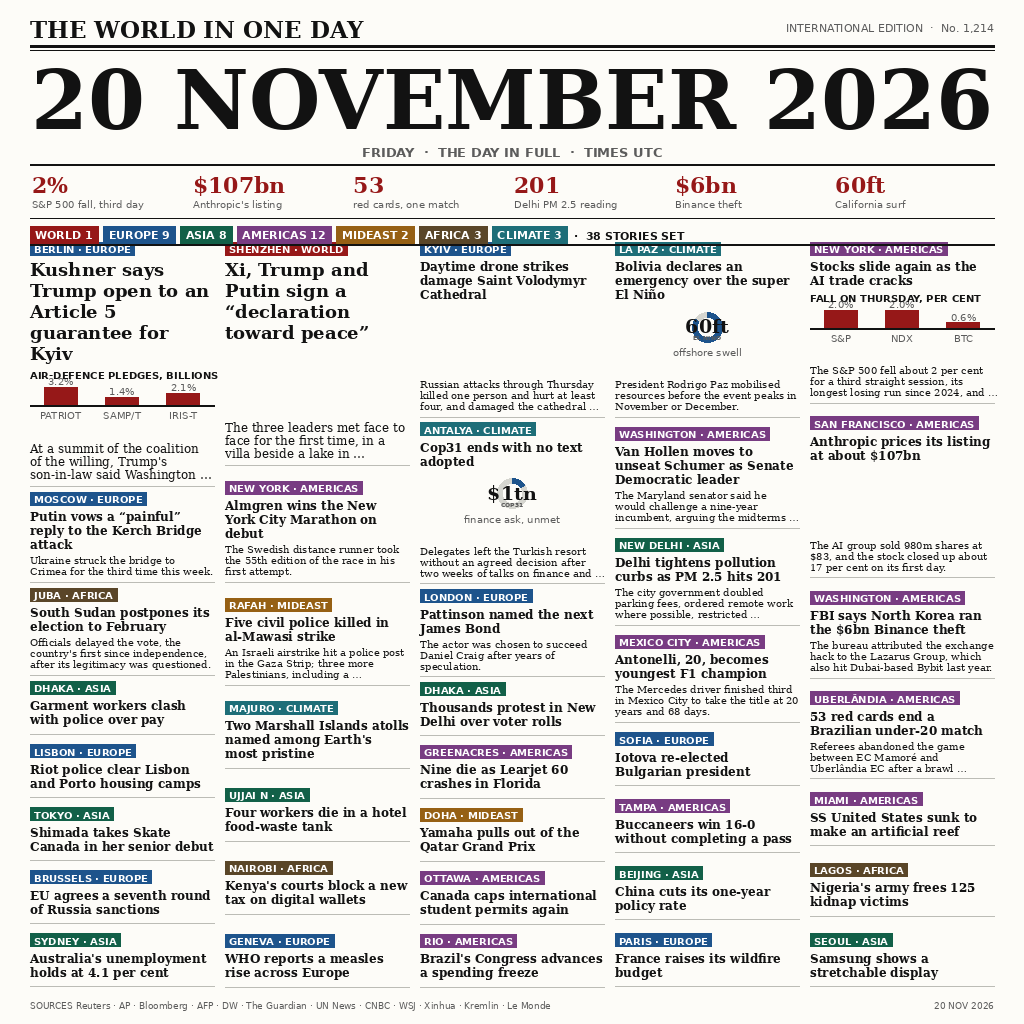 THE WORLD IN ONE DAY
INTERNATIONAL EDITION · No. 1,214
20 NOVEMBER 2026
FRIDAY · THE DAY IN FULL · TIMES UTC
2%
S&P 500 fall, third day
$107bn
Anthropic's listing
53
red cards, one match
201
Delhi PM 2.5 reading
$6bn
Binance theft
60ft
California surf
WORLD 1
EUROPE 9
ASIA 8
AMERICAS 12
MIDEAST 2
AFRICA 3
CLIMATE 3
· 38 STORIES SET
BERLIN · EUROPE
Kushner says
Trump open to an
Article 5
guarantee for
Kyiv
AIR-DEFENCE PLEDGES, BILLIONS
3.2%
1.4%
2.1%
PATRIOT
SAMP/T
IRIS-T
At a summit of the coalition
of the willing, Trump's
son-in-law said Washington ...
MOSCOW · EUROPE
Putin vows a “painful”
reply to the Kerch Bridge
attack
Ukraine struck the bridge to
Crimea for the third time this week.
JUBA · AFRICA
South Sudan postpones its
election to February
Officials delayed the vote, the
country's first since independence,
after its legitimacy was questioned.
DHAKA · ASIA
Garment workers clash
with police over pay
LISBON · EUROPE
Riot police clear Lisbon
and Porto housing camps
TOKYO · ASIA
Shimada takes Skate
Canada in her senior debut
BRUSSELS · EUROPE
EU agrees a seventh round
of Russia sanctions
SYDNEY · ASIA
Australia's unemployment
holds at 4.1 per cent
SHENZHEN · WORLD
Xi, Trump and
Putin sign a
“declaration
toward peace”
The three leaders met face to
face for the first time, in a
villa beside a lake in ...
NEW YORK · AMERICAS
Almgren wins the New
York City Marathon on
debut
The Swedish distance runner took
the 55th edition of the race in his
first attempt.
RAFAH · MIDEAST
Five civil police killed in
al-Mawasi strike
An Israeli airstrike hit a police post
in the Gaza Strip; three more
Palestinians, including a ...
MAJURO · CLIMATE
Two Marshall Islands atolls
named among Earth's
most pristine
UJJAI N · ASIA
Four workers die in a hotel
food-waste tank
NAIROBI · AFRICA
Kenya's courts block a new
tax on digital wallets
GENEVA · EUROPE
WHO reports a measles
rise across Europe
KYIV · EUROPE
Daytime drone strikes
damage Saint Volodymyr
Cathedral
Russian attacks through Thursday
killed one person and hurt at least
four, and damaged the cathedral ...
ANTALYA · CLIMATE
Cop31 ends with no text
adopted
$1tn
COP31
finance ask, unmet
Delegates left the Turkish resort
without an agreed decision after
two weeks of talks on finance and ...
LONDON · EUROPE
Pattinson named the next
James Bond
The actor was chosen to succeed
Daniel Craig after years of
speculation.
DHAKA · ASIA
Thousands protest in New
Delhi over voter rolls
GREENACRES · AMERICAS
Nine die as Learjet 60
crashes in Florida
DOHA · MIDEAST
Yamaha pulls out of the
Qatar Grand Prix
OTTAWA · AMERICAS
Canada caps international
student permits again
RIO · AMERICAS
Brazil's Congress advances
a spending freeze
LA PAZ · CLIMATE
Bolivia declares an
emergency over the super
El Niño
60ft
offshore swell
President Rodrigo Paz mobilised
resources before the event peaks in
November or December.
WASHINGTON · AMERICAS
Van Hollen moves to
unseat Schumer as Senate
Democratic leader
The Maryland senator said he
would challenge a nine-year
incumbent, arguing the midterms ...
NEW DELHI · ASIA
Delhi tightens pollution
curbs as PM 2.5 hits 201
The city government doubled
parking fees, ordered remote work
where possible, restricted ...
MEXICO CITY · AMERICAS
Antonelli, 20, becomes
youngest F1 champion
The Mercedes driver finished third
in Mexico City to take the title at 20
years and 68 days.
SOFIA · EUROPE
Iotova re-elected
Bulgarian president
TAMPA · AMERICAS
Buccaneers win 16-0
without completing a pass
BEIJING · ASIA
China cuts its one-year
policy rate
PARIS · EUROPE
France raises its wildfire
budget
NEW YORK · AMERICAS
Stocks slide again as the
AI trade cracks
FALL ON THURSDAY, PER CENT
2.0%
2.0%
0.6%
S&P
NDX
BTC
The S&P 500 fell about 2 per cent
for a third straight session, its
longest losing run since 2024, and ...
SAN FRANCISCO · AMERICAS
Anthropic prices its listing
at about $107bn
The AI group sold 980m shares at
$83, and the stock closed up about
17 per cent on its first day.
WASHINGTON · AMERICAS
FBI says North Korea ran
the $6bn Binance theft
The bureau attributed the exchange
hack to the Lazarus Group, which
also hit Dubai-based Bybit last year.
UBERLÂNDIA · AMERICAS
53 red cards end a
Brazilian under-20 match
Referees abandoned the game
between EC Mamoré and
Uberlândia EC after a brawl ...
MIAMI · AMERICAS
SS United States sunk to
make an artificial reef
LAGOS · AFRICA
Nigeria's army frees 125
kidnap victims
SEOUL · ASIA
Samsung shows a
stretchable display
SOURCES Reuters · AP · Bloomberg · AFP · DW · The Guardian · UN News · CNBC · WSJ · Xinhua · Kremlin · Le Monde
20 NOV 2026